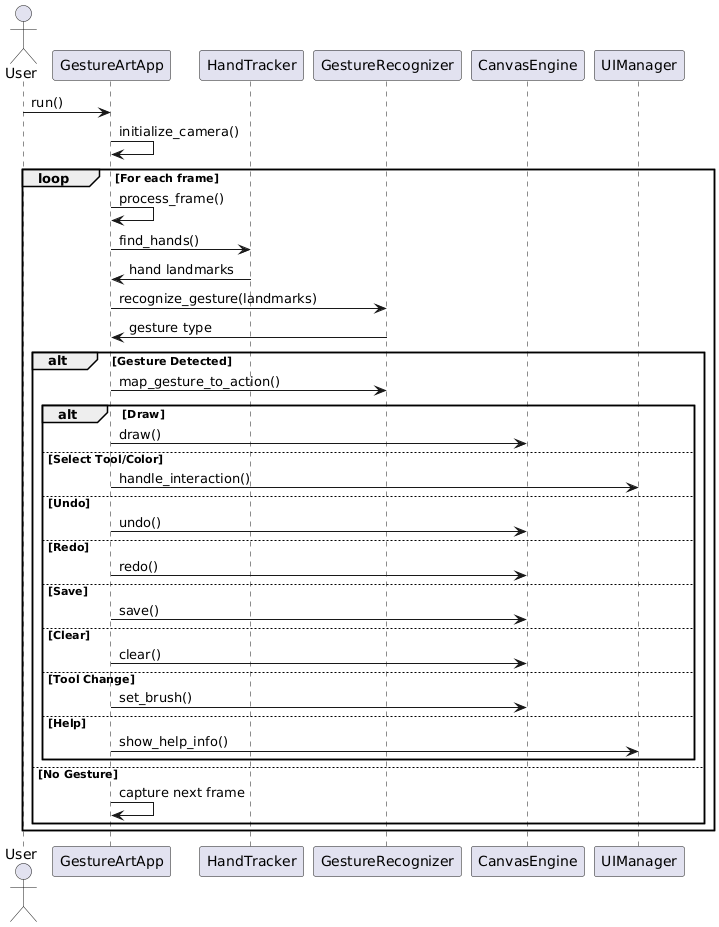 User
GestureArtApp
HandTracker
GestureRecognizer
CanvasEngine
UIManager
run()
initialize_camera()
loop
[For each frame]
process_frame()
find_hands()
hand landmarks
recognize_gesture(landmarks)
gesture type
alt
[Gesture Detected]
map_gesture_to_action()
alt
[Draw]
draw()
[Select Tool/Color]
handle_interaction()
[Undo]
undo()
[Redo]
redo()
[Save]
save()
[Clear]
clear()
[Tool Change]
set_brush()
[Help]
show_help_info()
[No Gesture]
capture next frame
User
GestureArtApp
HandTracker
GestureRecognizer
CanvasEngine
UIManager